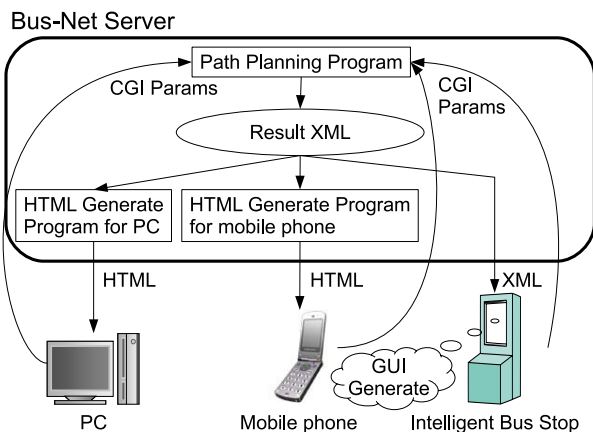 Bus-Net Server
Path Planning Program
CGI Params
CGI
Params
Result XML
HTML Generate
Program for PC
HTML Generate Program
for mobile phone
HTML
HTML
XML
GUI
Generate
PC
Mobile phone
Intelligent Bus Stop